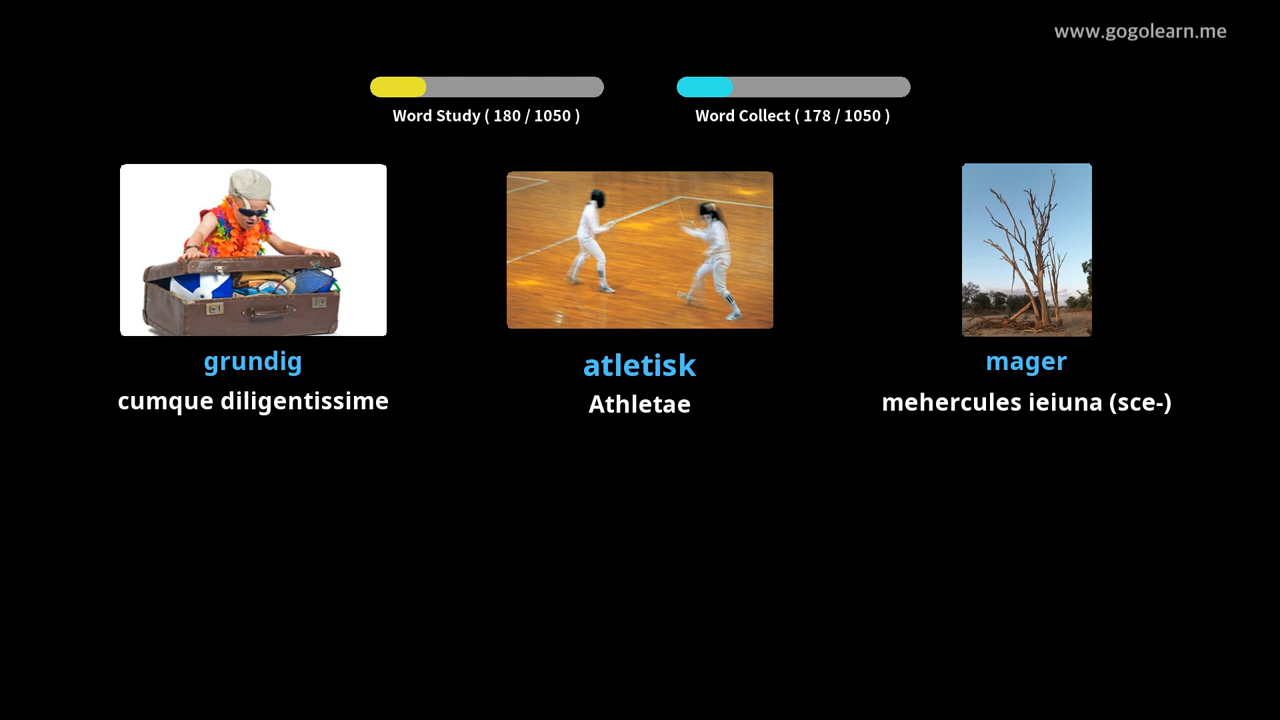 www.gogolearn.me
Word Study ( 180 / 1050 )
Word Collect ( 178 / 1050 )
grundig
cumque diligentissime
atletisk
Athletae
mager
mehercules ieiuna (sce-)